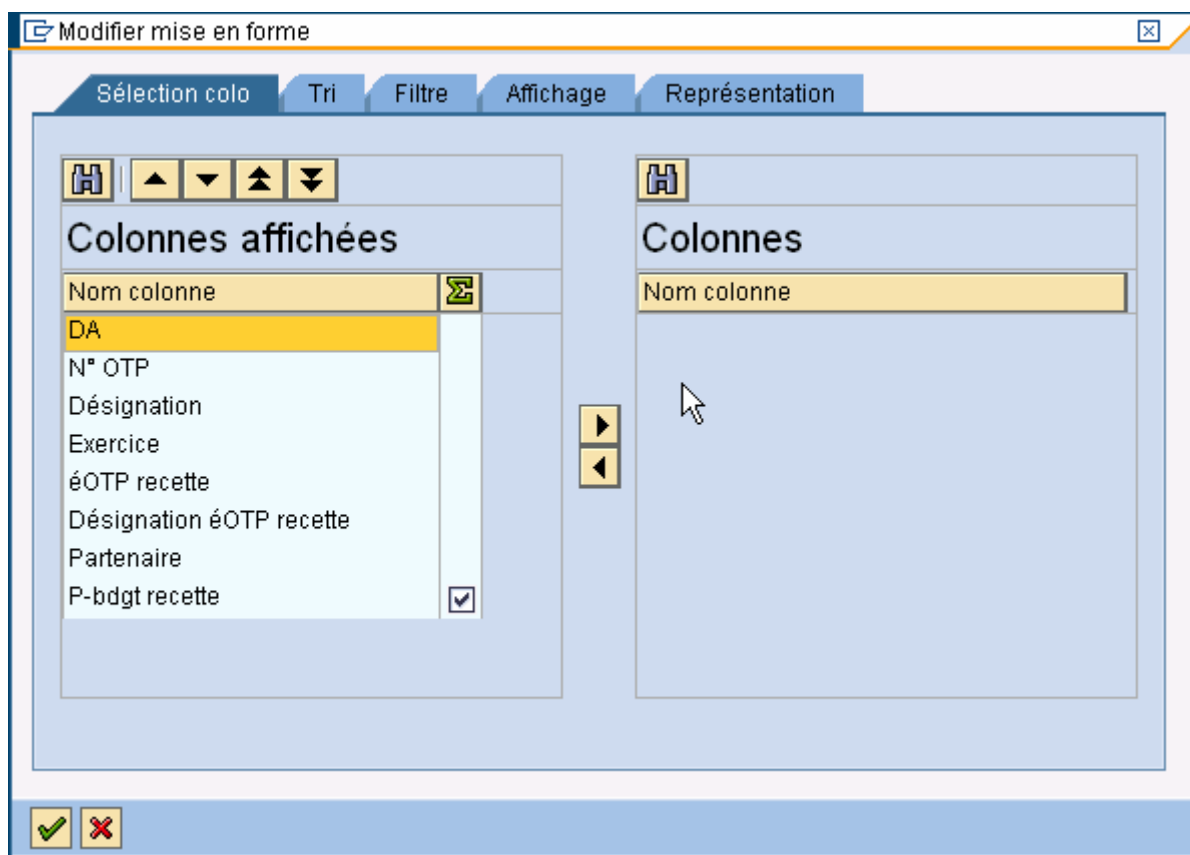 Modifier mise en forme
Sélection colo Tri Filtre Affichage Représentation
Colonnes affichées
Nom colonne
DA
N° OTP
Désignation
Exercice
éOTP recette
Désignation éOTP recette
Partenaire
P-bdgt recette
Colonnes
Nom colonne